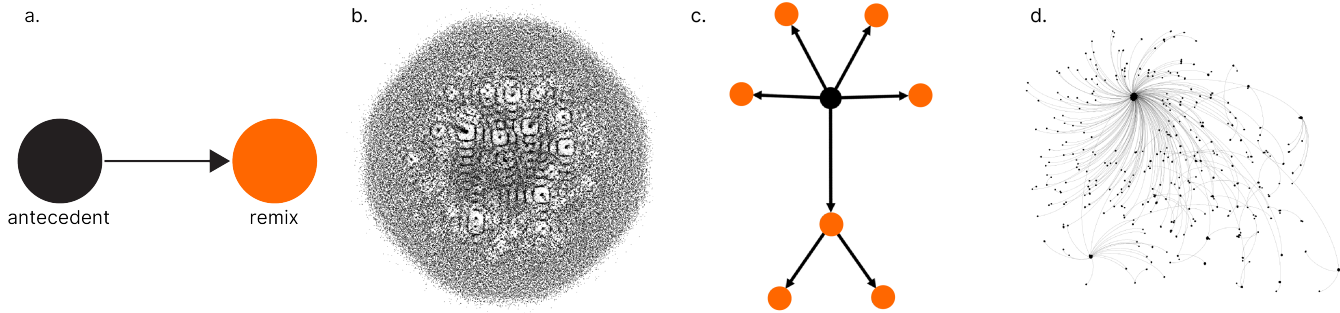 a.
b.
c.
d.
antecedent
remix